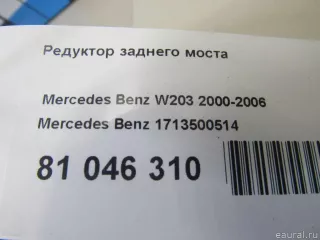 Редуктор заднего моста
Mercedes Benz W203 2000-2006
Mercedes Benz 1713500514
81 046 310
eaural.ru